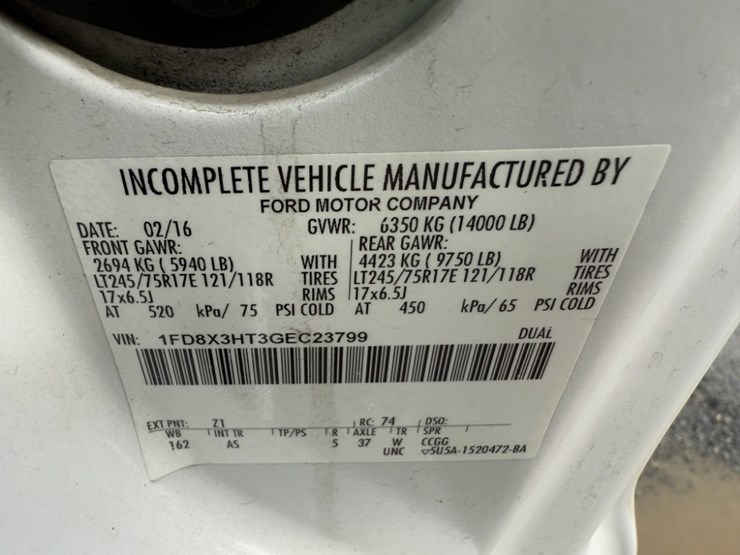 INCOMPLETE VEHICLE MANUFACTURED BY
FORD MOTOR COMPANY
DATE: 02/16 GVWR: 6350 KG (14000 LB)
FRONT GAWR: REAR GAWR:
2694 KG ( 5940 LB) WITH 4423 KG ( 9750 LB) WITH
LT245/75R17E 121/118R TIRES LT245/75R17E 121/118R TIRES
17x6.5J RIMS 17x6.5J RIMS
AT 520 kPa/ 75 PSI COLD AT 450 kPa/ 65 PSI COLD
VIN: 1FD8X3HT3GEC23799 DUAL
EXT PNT: Z1 RC: 74 DSO:
WB INT TR TP/PS R AXLE TR SPR
162 AS 5 37 W CCGG
UNC 5U5A-1520472-BA